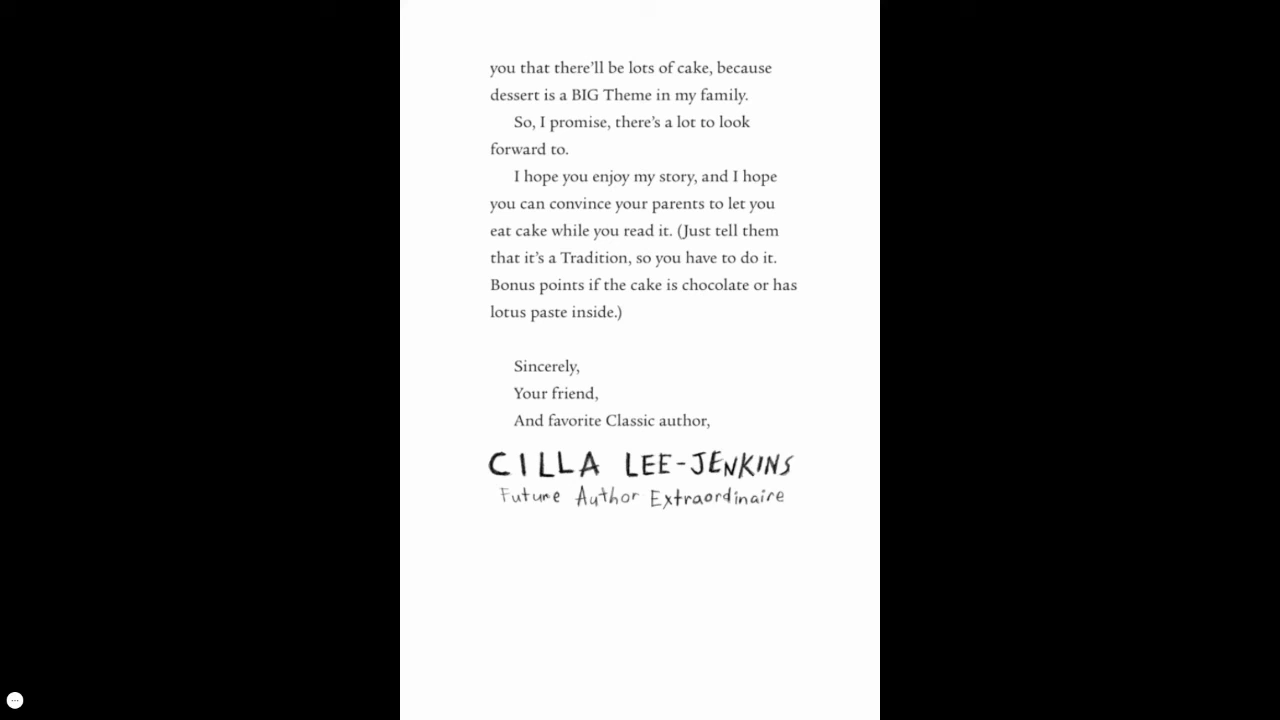 you that there’ll be lots of cake, because
dessert is a BIG Theme in my family.
So, I promise, there’s a lot to look
forward to.
I hope you enjoy my story, and I hope
you can convince your parents to let you
eat cake while you read it. (Just tell them
that it’s a Tradition, so you have to do it.
Bonus points if the cake is chocolate or has
lotus paste inside.)
Sincerely,
Your friend,
And favorite Classic author,
CILLA LEE-JENKINS
Future Author Extraordinaire